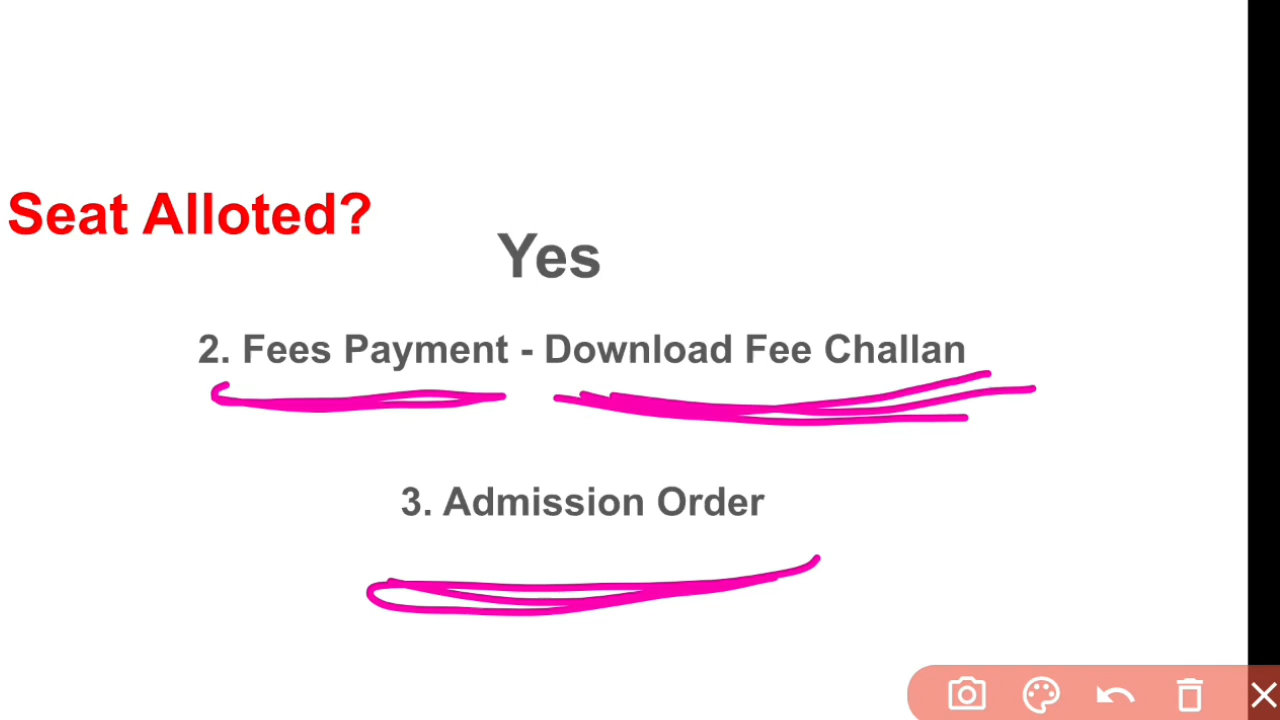 Seat Alloted?
Yes
2. Fees Payment - Download Fee Challan
3. Admission Order